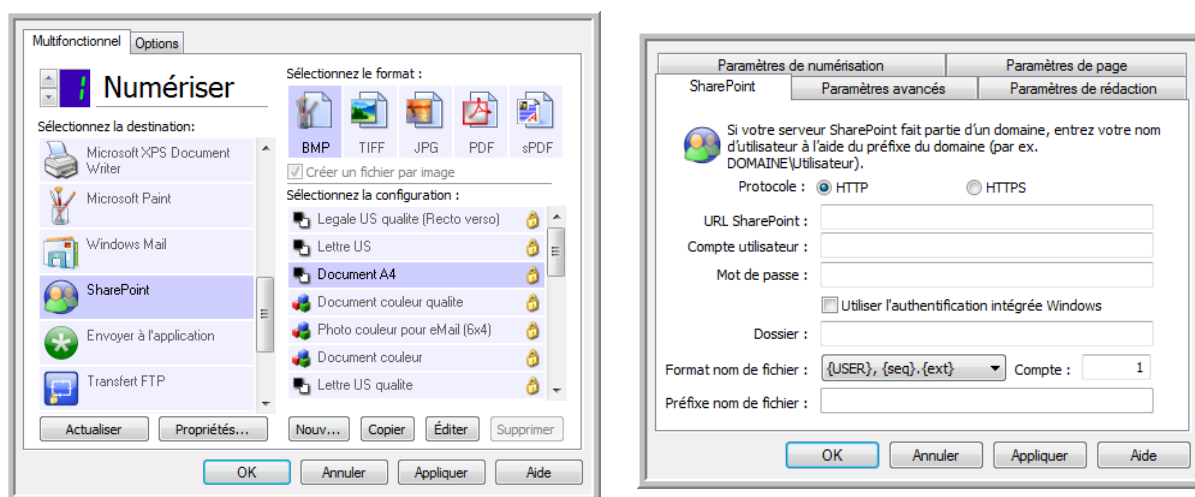 Multifonctionnel
Options
1
Numériser
Sélectionnez la destination:
Microsoft XPS Document
Writer
Microsoft Paint
Windows Mail
SharePoint
Envoyer à l'application
Transfert FTP
Actualiser
Propriétés...
Sélectionnez le format :
BMP
TIFF
JPG
PDF
sPDF
Créer un fichier par image
Sélectionnez la configuration :
Legale US qualite (Recto verso)
Lettre US
Document A4
Document couleur qualite
Photo couleur pour eMail (6x4)
Document couleur
Lettre US qualite
Nouv...
Copier
Éditer
Supprimer
OK
Annuler
Appliquer
Aide
Paramètres de numérisation
Paramètres de page
SharePoint
Paramètres avancés
Paramètres de rédaction
Si votre serveur SharePoint fait partie d'un domaine, entrez votre nom
d'utilisateur à l'aide du préfixe du domaine (par ex.
DOMAINE\Utilisateur).
Protocole : HTTP HTTPS
URL SharePoint :
Compte utilisateur :
Mot de passe :
Utiliser l'authentification intégrée Windows
Dossier :
Format nom de fichier : {USER}, {seq}.{ext} Compte : 1
Préfixe nom de fichier :
OK
Annuler
Appliquer
Aide